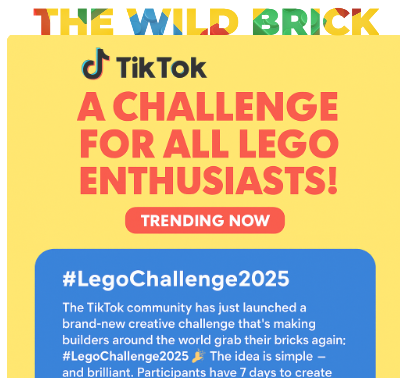 THE WILD BRICK
TikTok
A CHALLENGE
FOR ALL LEGO
ENTHUSIASTS!
TRENDING NOW
#LegoChallenge2025
The TikTok community has just launched a
brand-new creative challenge that's making
builders around the world grab their bricks again:
#LegoChallenge2025 🎉 The idea is simple —
and brilliant. Participants have 7 days to create